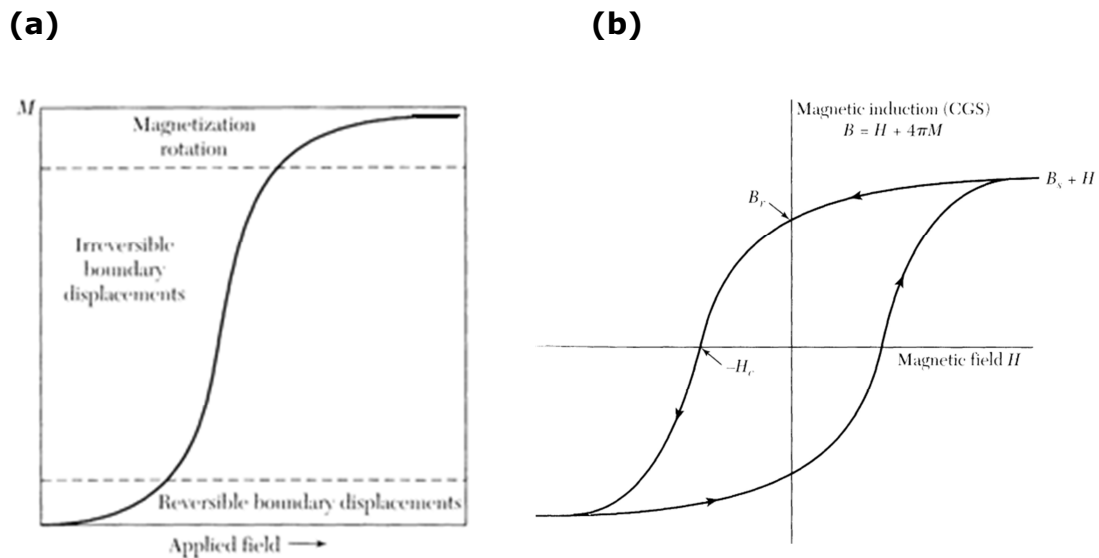 (a)
(b)
M
Magnetization
rotation
Irreversible
boundary
displacements
Reversible boundary displacements
Applied field →
Magnetic induction (CGS)
B = H + 4πM
B_s + H
B_r
–H_c
Magnetic field H